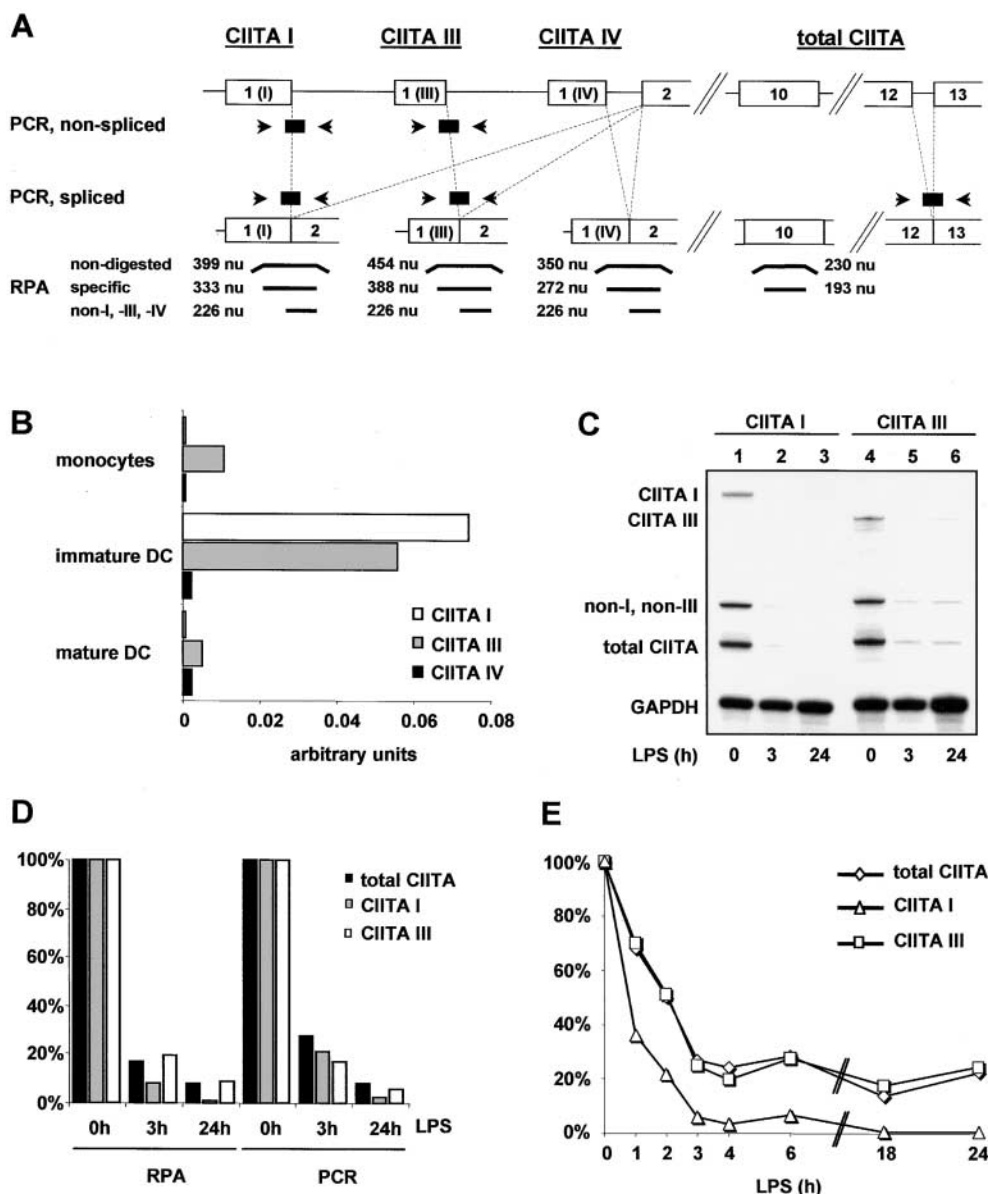 A
CIITA I CIITA III CIITA IV total CIITA
1 (I) 1 (III) 1 (IV) 2 10 12 13
PCR, non-spliced
PCR, spliced
1 (I) 2 1 (III) 2 1 (IV) 2 10 12 13
non-digested 399 nu 454 nu 350 nu 230 nu
RPA specific 333 nu 388 nu 272 nu 193 nu
non-I, -III, -IV 226 nu 226 nu 226 nu
B
monocytes
immature DC
mature DC
CIITA I
CIITA III
CIITA IV
0 0.02 0.04 0.06 0.08
arbitrary units
C
CIITA I CIITA III
1 2 3 4 5 6
CIITA I
CIITA III
non-I, non-III
total CIITA
GAPDH
LPS (h) 0 3 24 0 3 24
D
100%
80%
60%
40%
20%
0%
total CIITA
CIITA I
CIITA III
0h 3h 24h 0h 3h 24h LPS
RPA PCR
E
100%
80%
60%
40%
20%
0%
total CIITA
CIITA I
CIITA III
0 1 2 3 4 6 18 24
LPS (h)